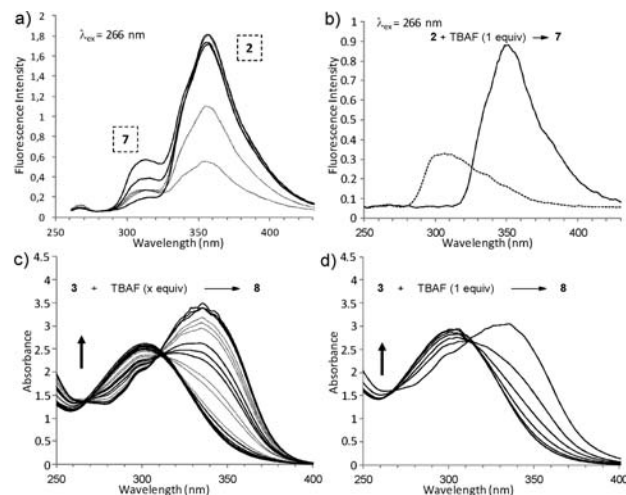 a)
λex = 266 nm
2
7
Fluorescence Intensity
2
1,8
1,6
1,4
1,2
1
0,8
0,6
0,4
0,2
0
250 300 350 400
Wavelength (nm)
b)
λex = 266 nm
2 + TBAF (1 equiv) → 7
Fluorescence Intensity
1
0.9
0.8
0.7
0.6
0.5
0.4
0.3
0.2
0.1
0
250 300 350 400
Wavelength (nm)
c)
3 + TBAF (x equiv) → 8
Absorbance
4.5
4
3.5
3
2.5
2
1.5
1
0.5
0
250 300 350 400
Wavelength (nm)
d)
3 + TBAF (1 equiv) → 8
Absorbance
4.5
4
3.5
3
2.5
2
1.5
1
0.5
0
250 300 350 400
Wavelength (nm)